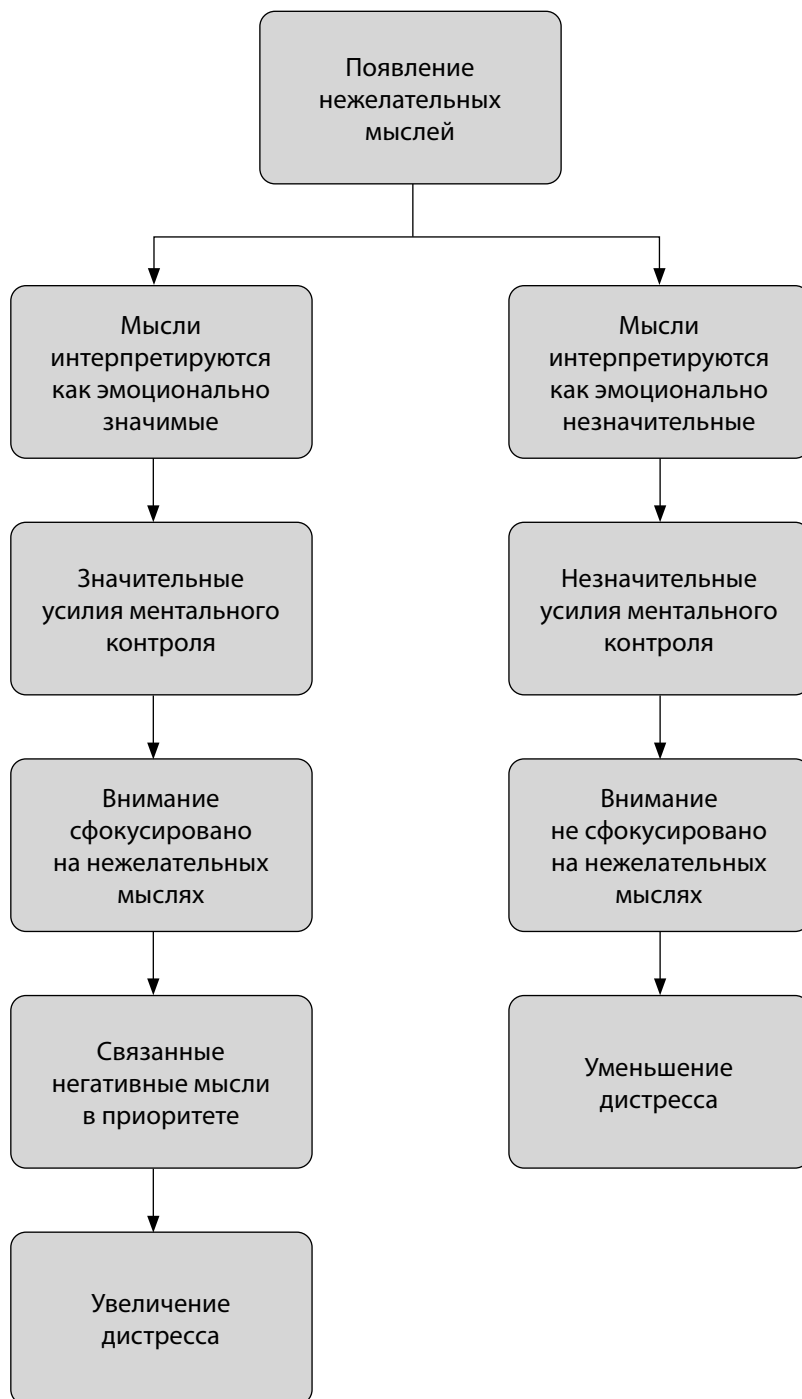 Появление
нежелательных
мыслей
Мысли
интерпретируются
как эмоционально
значимые
Мысли
интерпретируются
как эмоционально
незначительные
Значительные
усилия ментального
контроля
Незначительные
усилия ментального
контроля
Внимание
сфокусировано
на нежелательных
мыслях
Внимание
не сфокусировано
на нежелательных
мыслях
Связанные
негативные мысли
в приоритете
Уменьшение
дистресса
Увеличение
дистресса